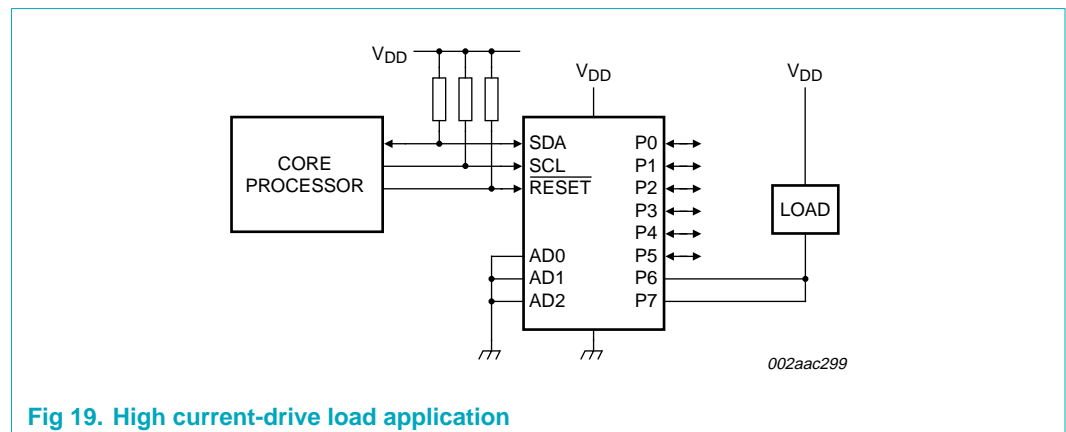 VDD
VDD
VDD
CORE
PROCESSOR
SDA
SCL
RESET
AD0
AD1
AD2
P0
P1
P2
P3
P4
P5
P6
P7
LOAD
002aac299
Fig 19. High current-drive load application